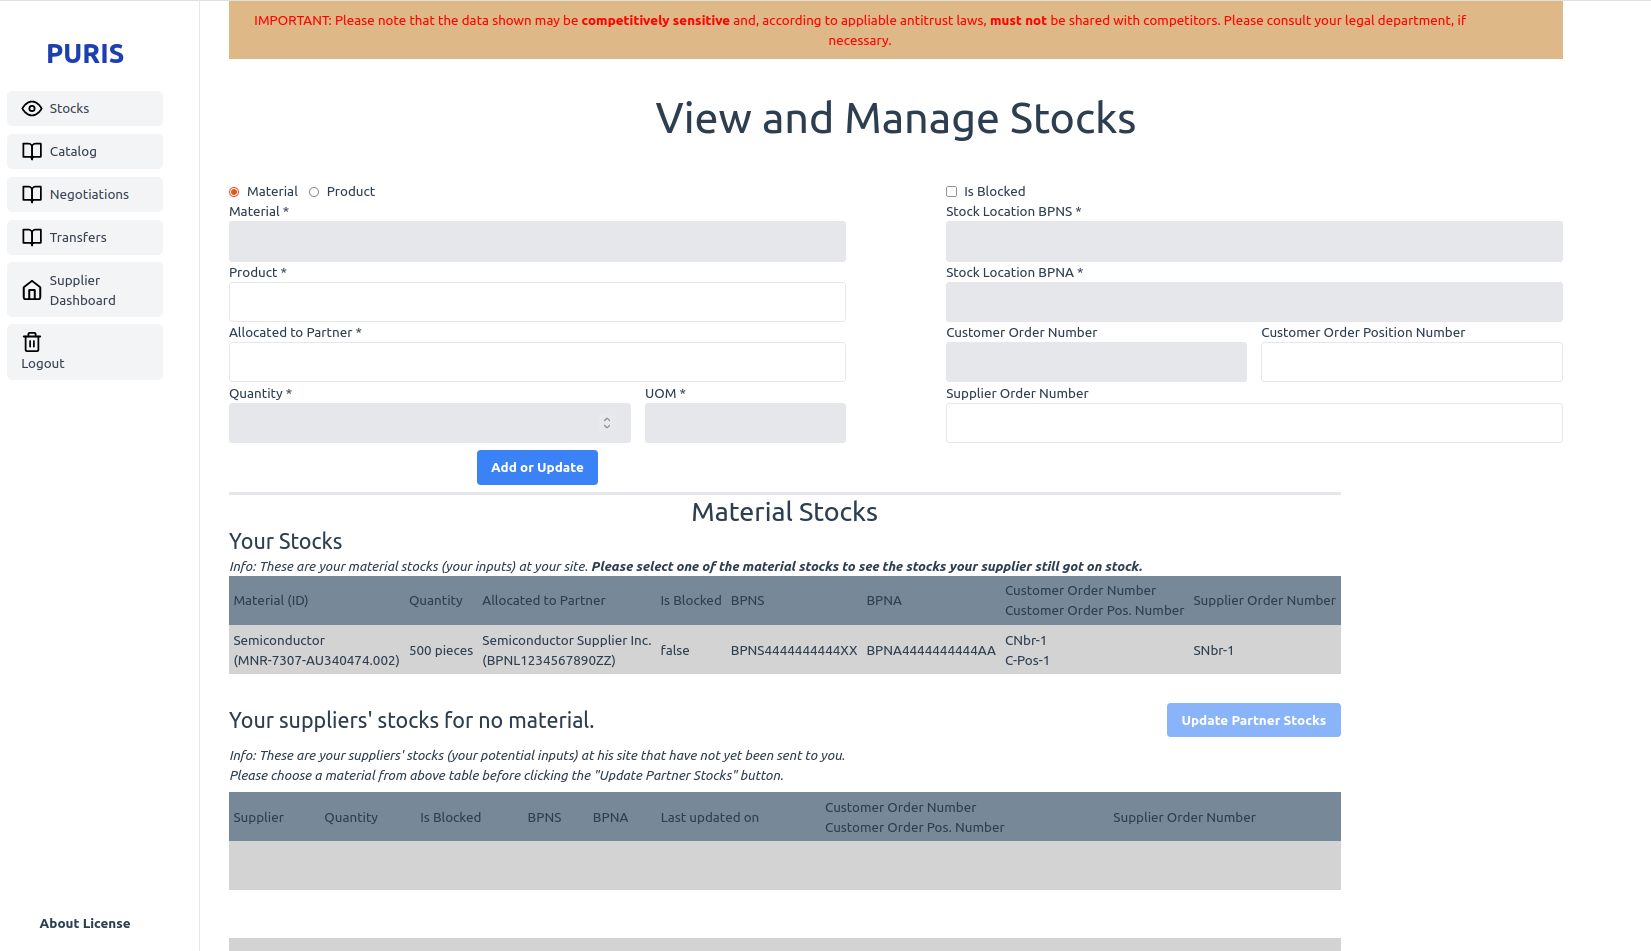 IMPORTANT: Please note that the data shown may be competitively sensitive and, according to appliable antitrust laws, must not be shared with competitors. Please consult your legal department, if
necessary.
PURIS
Stocks
Catalog
Negotiations
Transfers
Supplier
Dashboard
Logout
About License
View and Manage Stocks
Material Product
Material *
Product *
Allocated to Partner *
Quantity * UOM *
Is Blocked
Stock Location BPNS *
Stock Location BPNA *
Customer Order Number Customer Order Position Number
Supplier Order Number
Add or Update
Material Stocks
Your Stocks
Info: These are your material stocks (your inputs) at your site. Please select one of the material stocks to see the stocks your supplier still got on stock.
Material (ID) Quantity Allocated to Partner Is Blocked BPNS BPNA Customer Order Number Supplier Order Number
Customer Order Pos. Number
Semiconductor 500 pieces Semiconductor Supplier Inc. false BPNS4444444444XX BPNA4444444444AA CNbr-1 SNbr-1
(MNR-7307-AU340474.002) (BPNL1234567890ZZ) C-Pos-1
Your suppliers' stocks for no material.
Update Partner Stocks
Info: These are your suppliers' stocks (your potential inputs) at his site that have not yet been sent to you.
Please choose a material from above table before clicking the "Update Partner Stocks" button.
Supplier Quantity Is Blocked BPNS BPNA Last updated on Customer Order Number Supplier Order Number
Customer Order Pos. Number